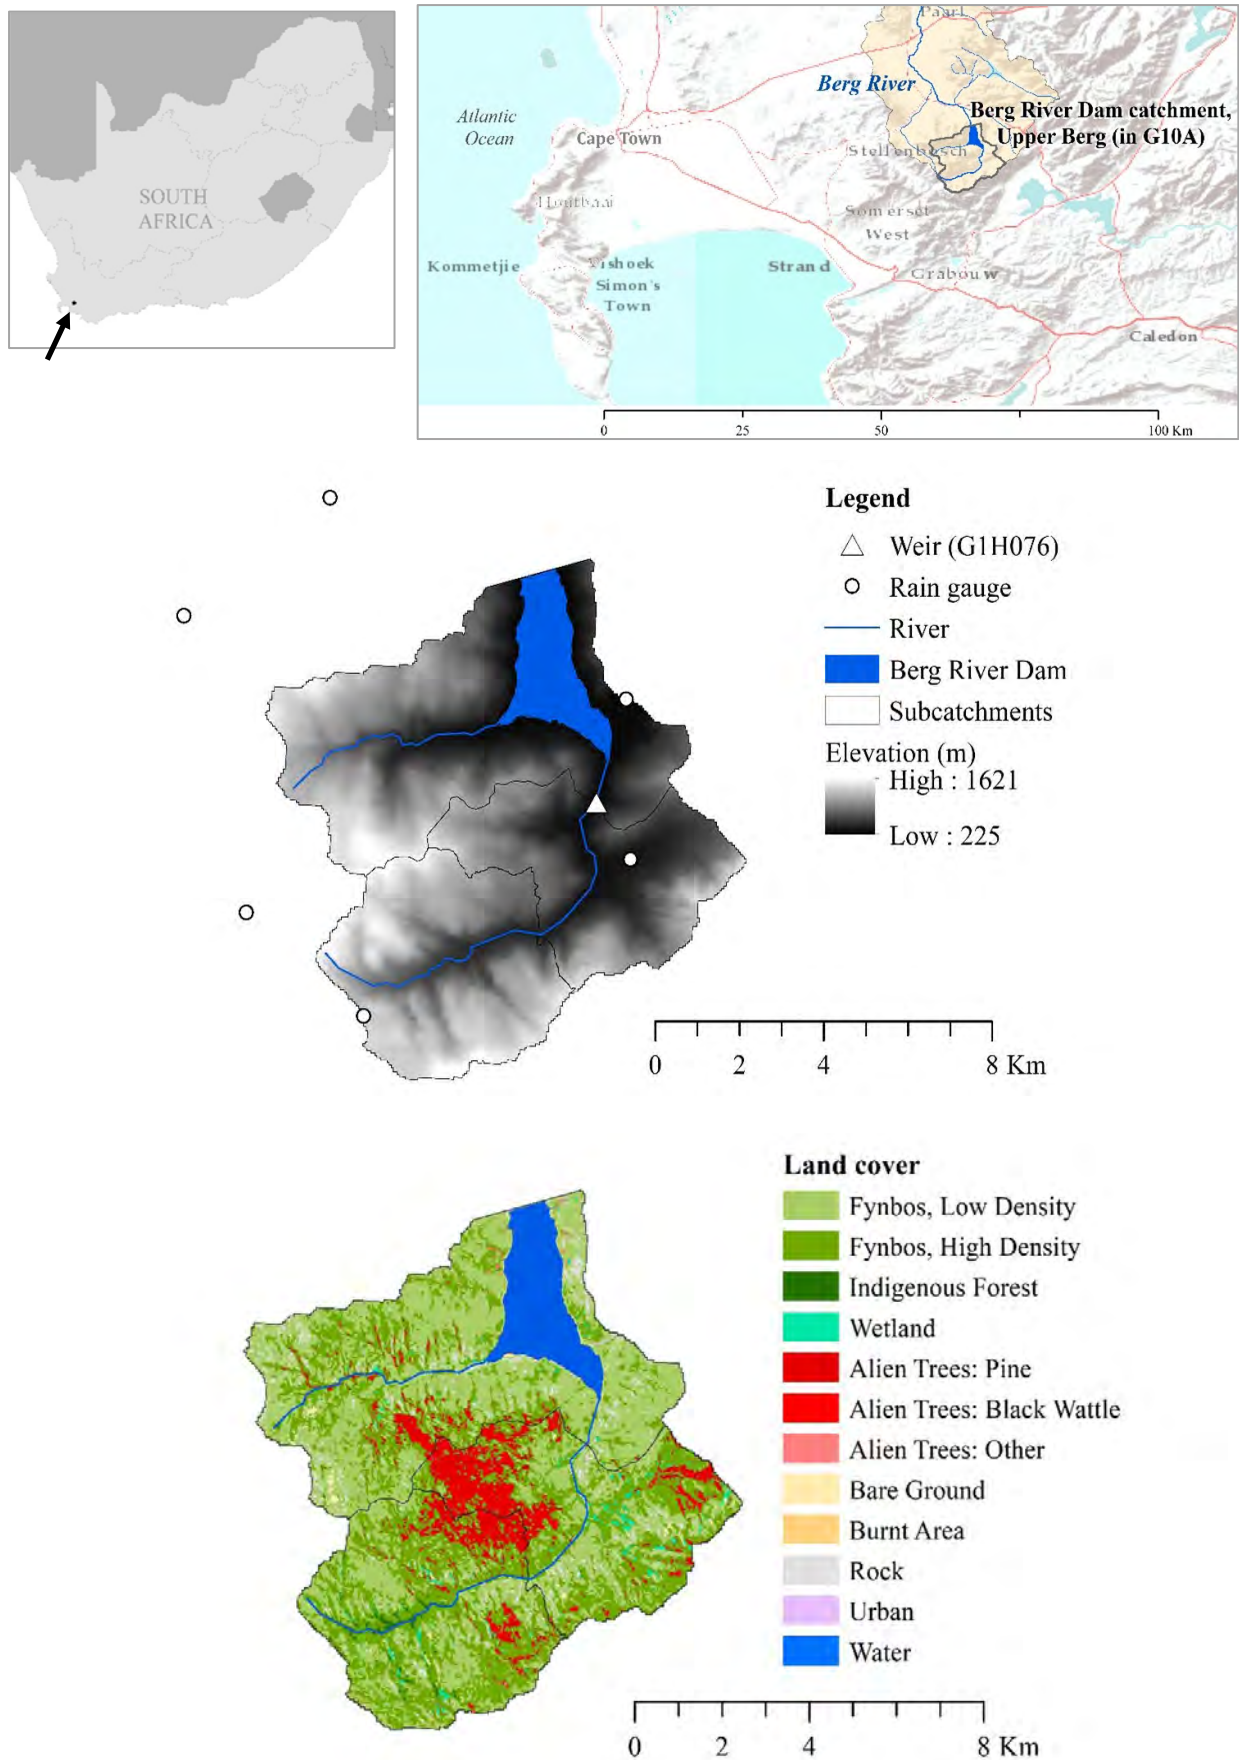 SOUTH
AFRICA
Paarl
Berg River
Berg River Dam catchment,
Upper Berg (in G10A)
Atlantic
Ocean
Cape Town
Stellenbosch
Somerset
West
Kommetjie
Simon's
Town
Strand
Grabouw
Caledon
0 25 50 100 Km
Legend
Weir (G1H076)
Rain gauge
River
Berg River Dam
Subcatchments
Elevation (m)
High : 1621
Low : 225
0 2 4 8 Km
Land cover
Fynbos, Low Density
Fynbos, High Density
Indigenous Forest
Wetland
Alien Trees: Pine
Alien Trees: Black Wattle
Alien Trees: Other
Bare Ground
Burnt Area
Rock
Urban
Water
0 2 4 8 Km